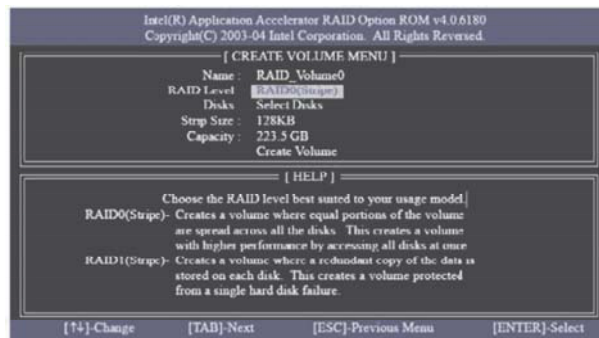 Intel(R) Application Accelerator RAID Option ROM v4.0.6180
Copyright(C) 2003-04 Intel Corporation. All Rights Reversed.
[ CREATE VOLUME MENU ]
Name : RAID_Volume0
RAID Level RAID0(Stripe)
Disks Select Disks
Strip Size : 128KB
Capacity : 223.5 GB
Create Volume
[ HELP ]
Choose the RAID level best suited to your usage model.
RAID0(Stripe)- Creates a volume where equal portions of the volume
are spread across all the disks. This creates a volume
with higher performance by accessing all disks at once
RAID1(Stripe)- Creates a volume where a redundant copy of the data is
stored on each disk. This creates a volume protected
from a single hard disk failure.
[↑↓]-Change [TAB]-Next [ESC]-Previous Menu [ENTER]-Select